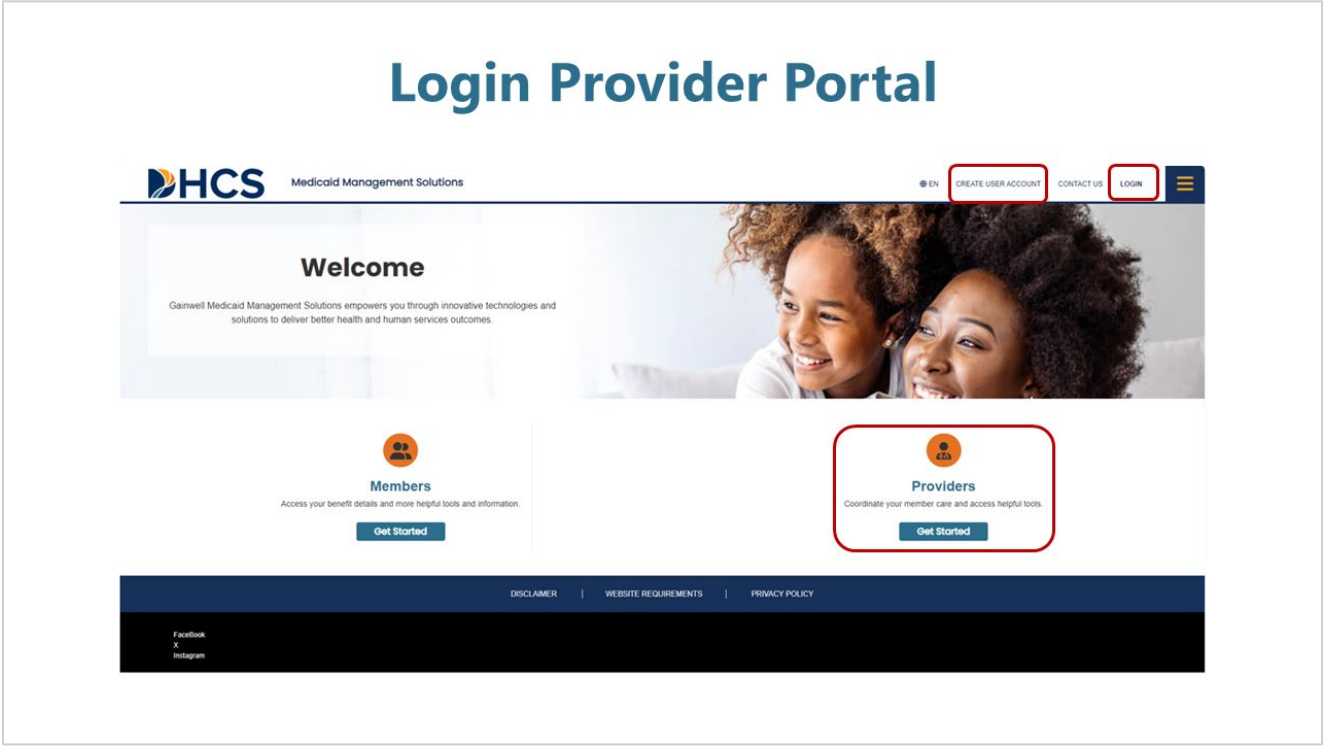 Login Provider Portal
DHCS
Medicaid Management Solutions
EN
CREATE USER ACCOUNT
CONTACT US
LOGIN
Welcome
Gainwell Medicaid Management Solutions empowers you through innovative technologies and
solutions to deliver better health and human services outcomes.
Members
Access your benefit details and more helpful tools and information.
Get Started
Providers
Coordinate your member care and access helpful tools.
Get Started
DISCLAIMER | WEBSITE REQUIREMENTS | PRIVACY POLICY
FaceBook
X
Instagram